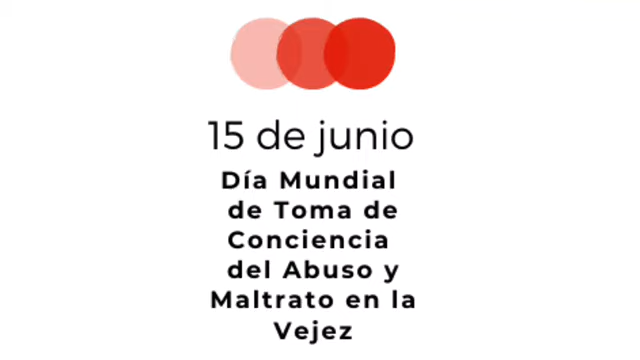 15 de junio
Día Mundial
de Toma de
Conciencia
del Abuso y
Maltrato en la
Vejez